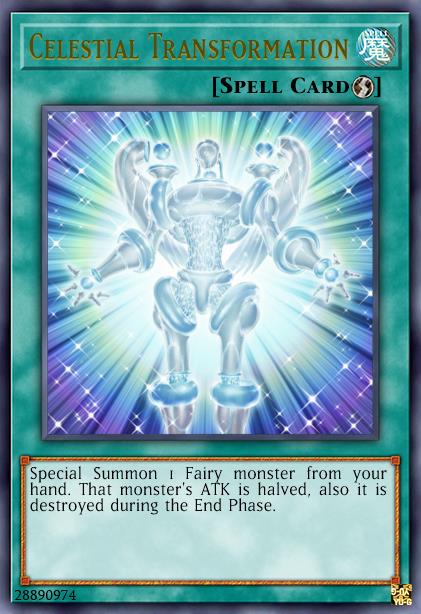 CELESTIAL TRANSFORMATION
SPELL
魔
[SPELL CARD]
Special Summon 1 Fairy monster from your
hand. That monster's ATK is halved, also it is
destroyed during the End Phase.
28890974